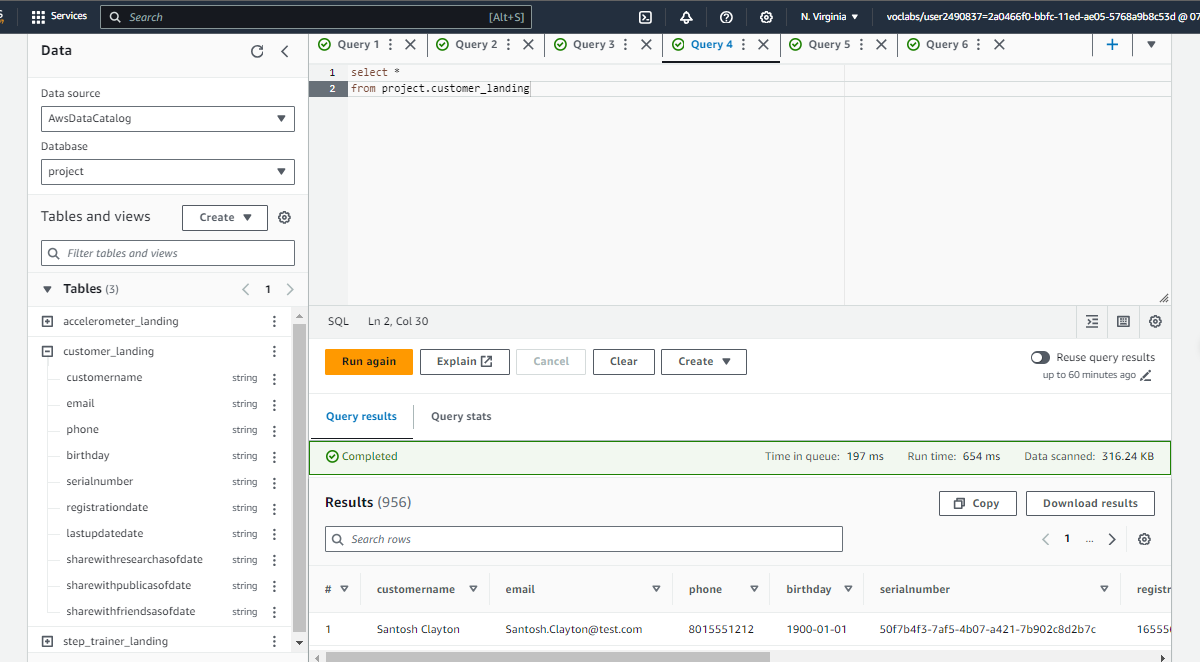 Services
Search [Alt+S]
N. Virginia
voclabs/user2490837=2a0466f0-bbfc-11ed-ae05-5768a9b8c53d @ 07
Data
Data source
AwsDataCatalog
Database
project
Tables and views
Create
Filter tables and views
Tables (3)
1
accelerometer_landing
customer_landing
customername string
email string
phone string
birthday string
serialnumber string
registrationdate string
lastupdatedate string
sharewithresearchasofdate string
sharewithpublicasofdate string
sharewithfriendsasofdate string
step_trainer_landing
Query 1 Query 2 Query 3 Query 4 Query 5 Query 6
1 select *
2 from project.customer_landing
SQL Ln 2, Col 30
Run again Explain Cancel Clear Create
Reuse query results
up to 60 minutes ago
Query results Query stats
Completed Time in queue: 197 ms Run time: 654 ms Data scanned: 316.24 KB
Results (956)
Copy Download results
Search rows
1 ...
# customername email phone birthday serialnumber registr
1 Santosh Clayton Santosh.Clayton@test.com 8015551212 1900-01-01 50f7b4f3-7af5-4b07-a421-7b902c8d2b7c 16555